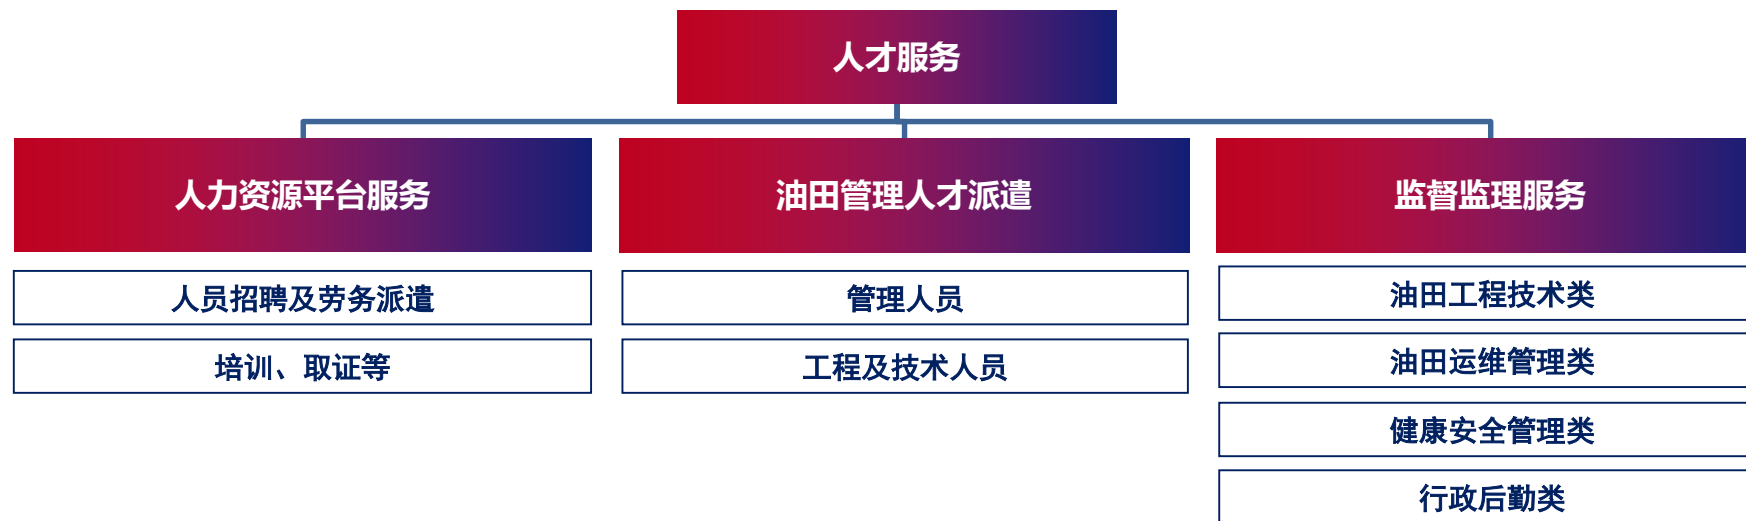 人才服务
人力资源平台服务
油田管理人才派遣
监督监理服务
人员招聘及劳务派遣
培训、取证等
管理人员
工程及技术人员
油田工程技术类
油田运维管理类
健康安全管理类
行政后勤类